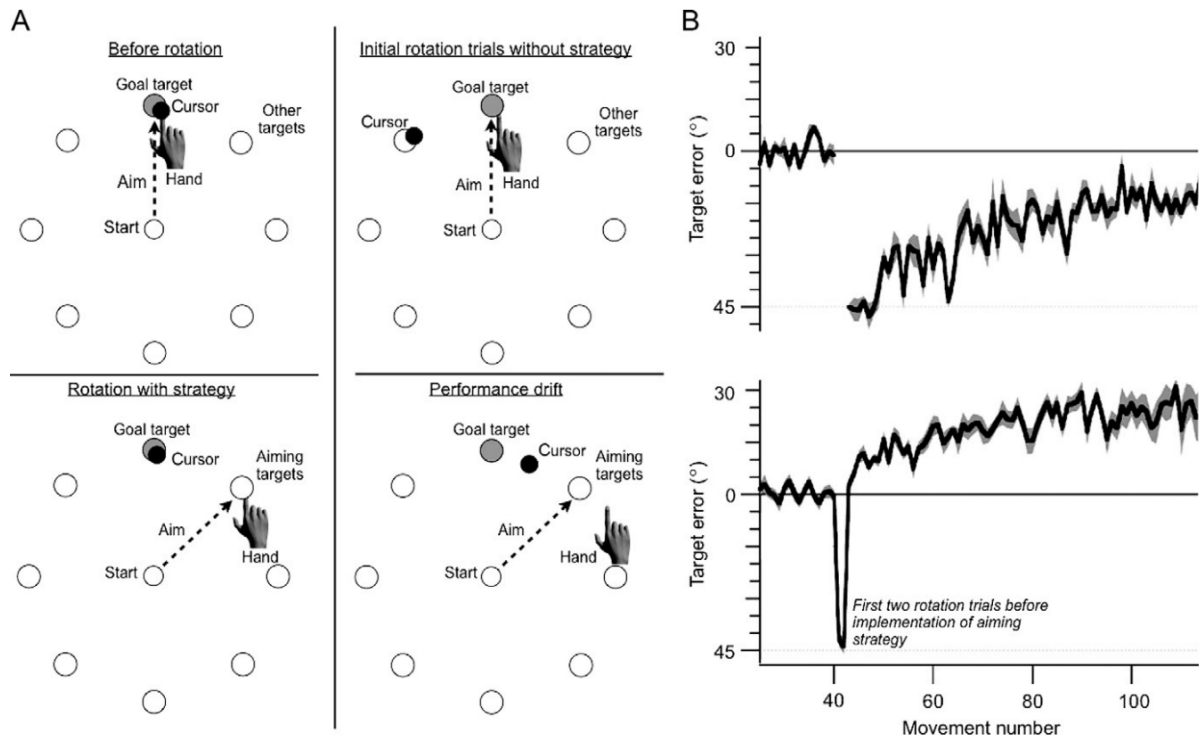 A
Before rotation
Goal target
Cursor
Other
targets
Aim
Hand
Start
Initial rotation trials without strategy
Goal target
Cursor
Other
targets
Aim
Hand
Start
Rotation with strategy
Goal target
Cursor
Aiming
targets
Aim
Hand
Start
Performance drift
Goal target
Cursor
Aiming
targets
Aim
Hand
Start
B
Target error (°)
30
0
45
Target error (°)
30
0
45
First two rotation trials before
implementation of aiming
strategy
40 60 80 100
Movement number